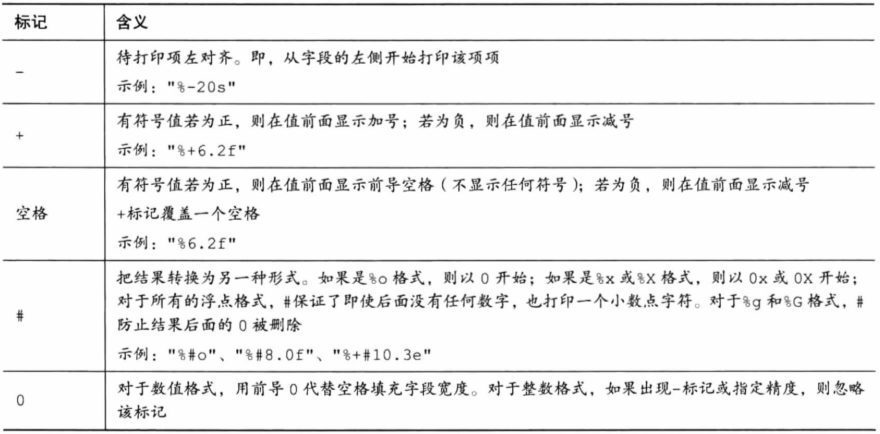 标记 含义
- 待打印项左对齐。即，从字段的左侧开始打印该项项
示例："%-20s"
+ 有符号值若为正，则在值前面显示加号；若为负，则在值前面显示减号
示例："%+6.2f"
空格 有符号值若为正，则在值前面显示前导空格（不显示任何符号）；若为负，则在值前面显示减号
+标记覆盖一个空格
示例："%6.2f"
# 把结果转换为另一种形式。如果是%o格式，则以0开始；如果是%x或%X格式，则以0x或0X开始；
对于所有的浮点格式，#保证了即使后面没有任何数字，也打印一个小数点字符。对于%g和%G格式，#
防止结果后面的0被删除
示例："%#o"、"%#8.0f"、"%+#10.3e"
0 对于数值格式，用前导0代替空格填充字段宽度。对于整数格式，如果出现-标记或指定精度，则忽略
该标记